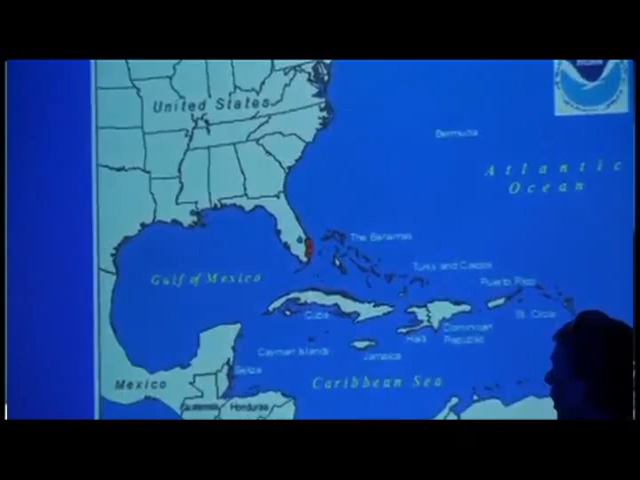 United States
Bermuda
Atlantic
Ocean
The Bahamas
Turks and Caicos
Gulf of Mexico
Puerto Rico
Cuba
St. Croix
Dominican
Republic
Haiti
Cayman Islands
Jamaica
Belize
Mexico
Caribbean Sea
Guatemala
Honduras